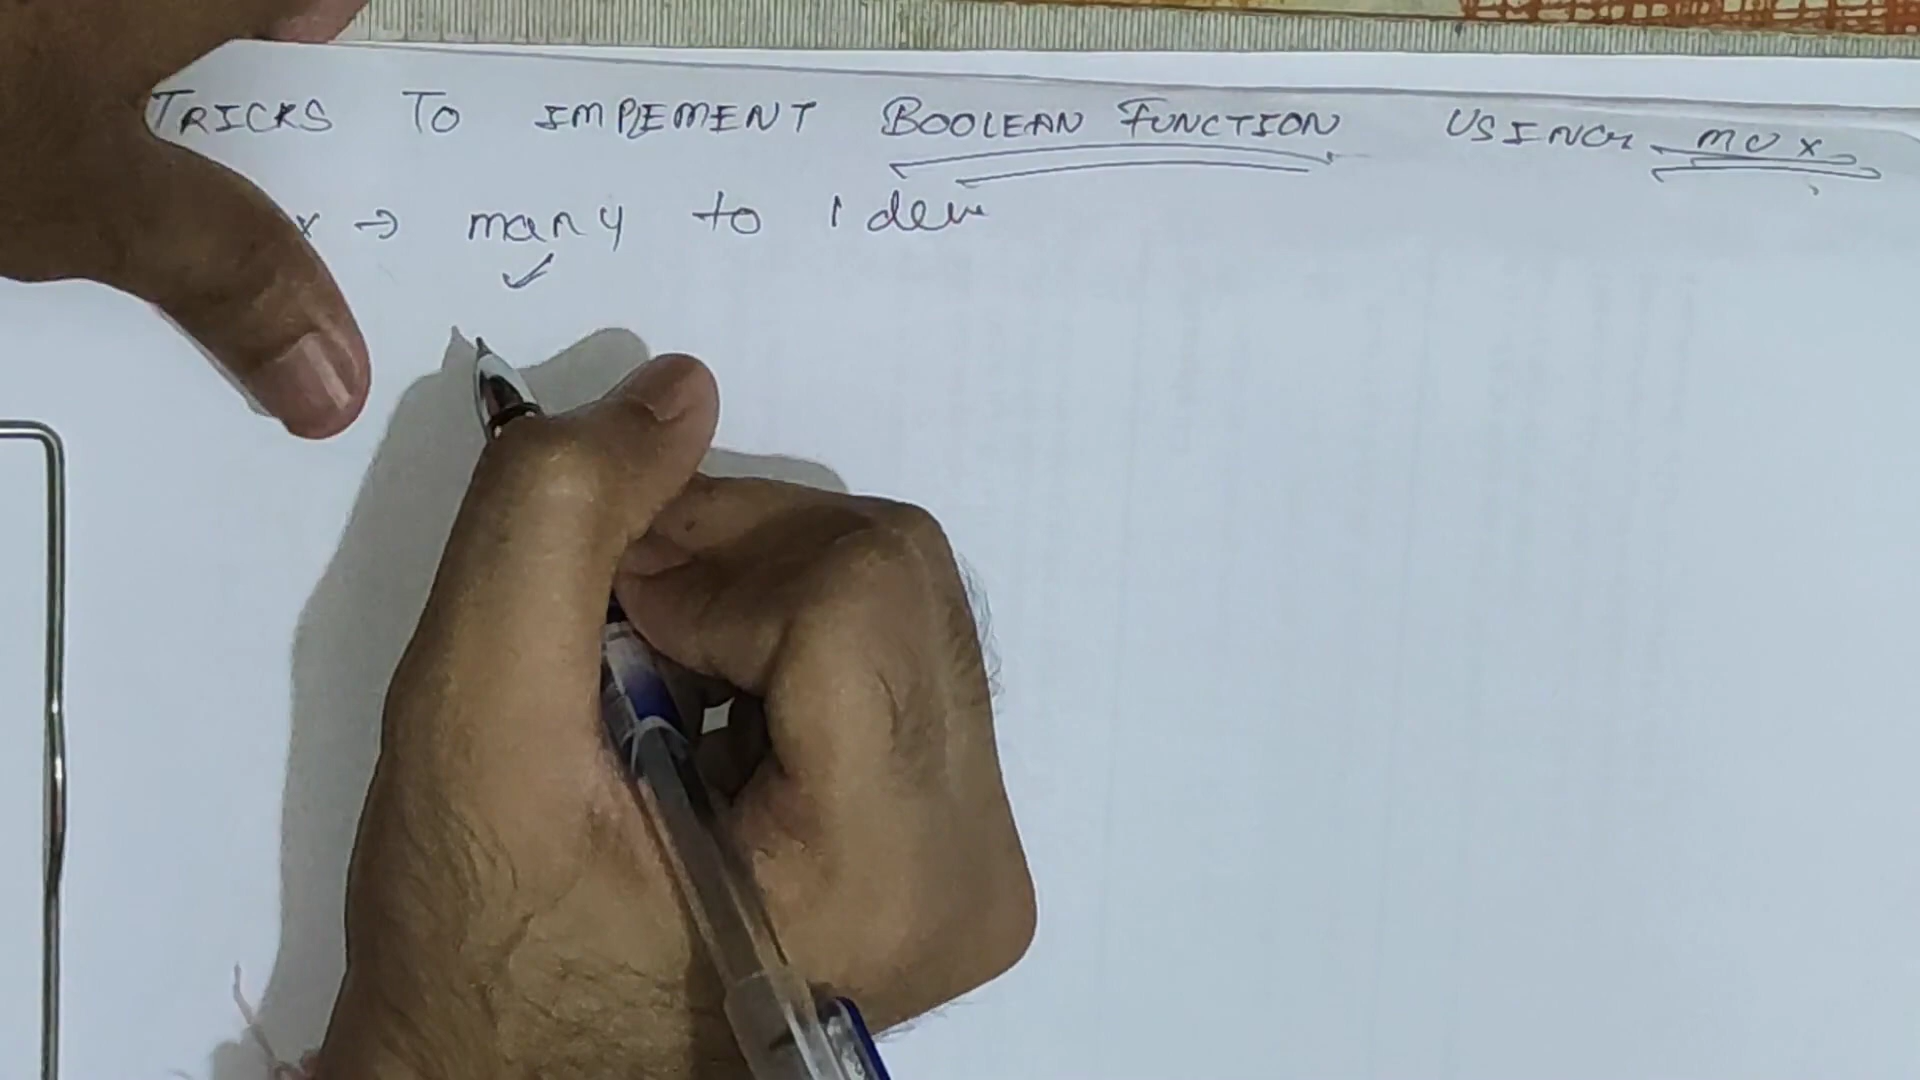 TRICKS TO IMPLEMENT BOOLEAN FUNCTION USING MUX
x → many to 1 dev